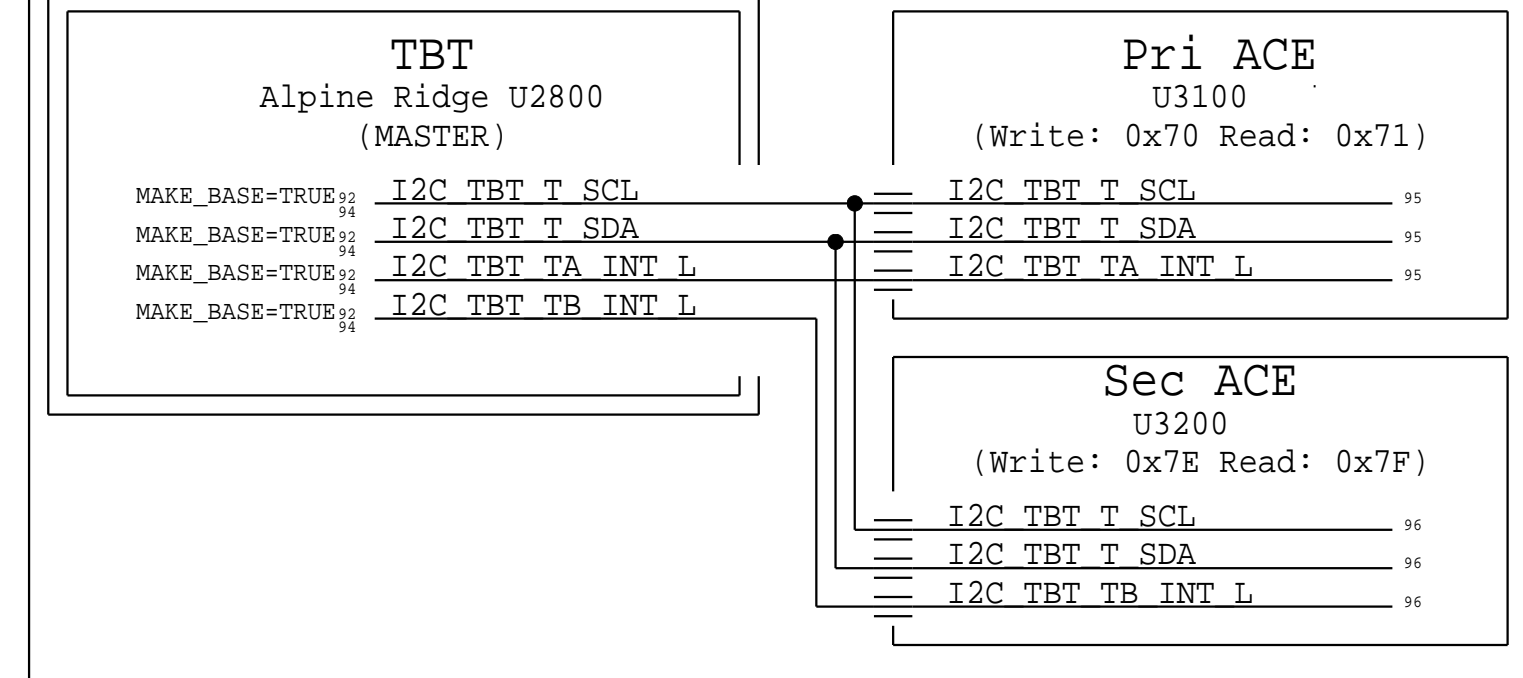 TBT
Alpine Ridge U2800
(MASTER)
MAKE_BASE=TRUE 92 94 I2C_TBT_T_SCL
MAKE_BASE=TRUE 92 94 I2C_TBT_T_SDA
MAKE_BASE=TRUE 92 94 I2C_TBT_TA_INT_L
MAKE_BASE=TRUE 92 94 I2C_TBT_TB_INT_L
Pri ACE
U3100
(Write: 0x70 Read: 0x71)
I2C_TBT_T_SCL 95
I2C_TBT_T_SDA 95
I2C_TBT_TA_INT_L 95
Sec ACE
U3200
(Write: 0x7E Read: 0x7F)
I2C_TBT_T_SCL 96
I2C_TBT_T_SDA 96
I2C_TBT_TB_INT_L 96